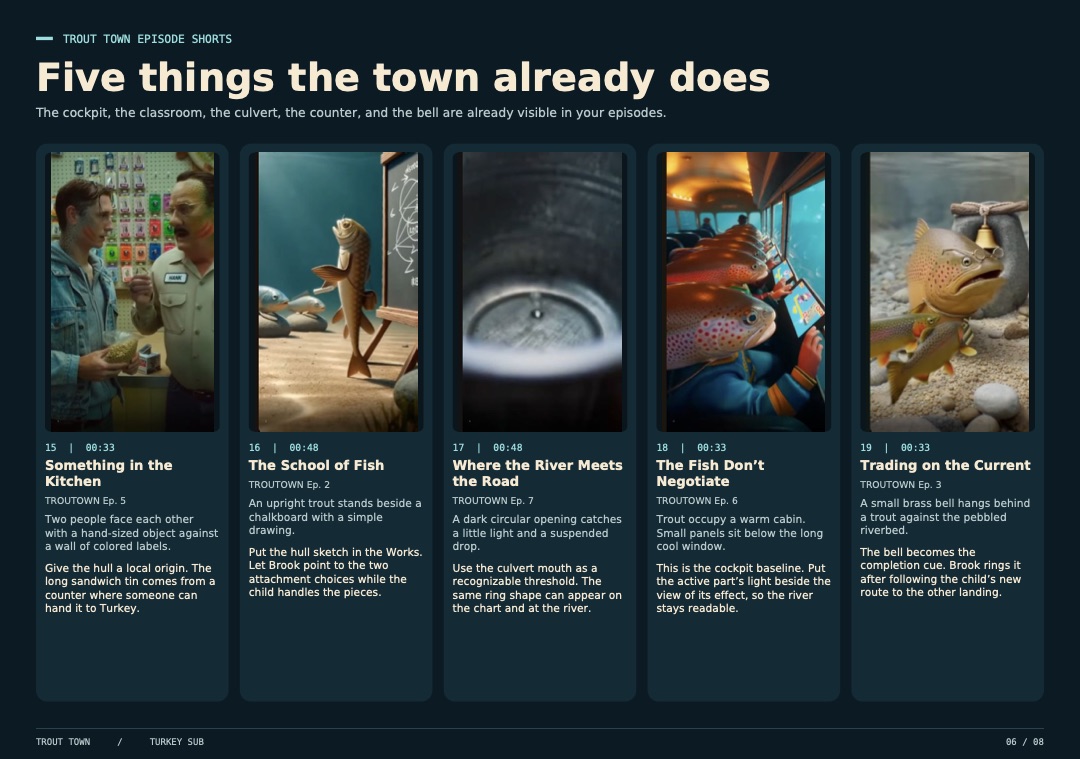 TROUT TOWN EPISODE SHORTS
Five things the town already does
The cockpit, the classroom, the culvert, the counter, and the bell are already visible in your episodes.
HANK
15 | 00:33
Something in the
Kitchen
TROUTOWN Ep. 5
Two people face each other
with a hand-sized object against
a wall of colored labels.
Give the hull a local origin. The
long sandwich tin comes from a
counter where someone can
hand it to Turkey.
16 | 00:48
The School of Fish
TROUTOWN Ep. 2
An upright trout stands beside a
chalkboard with a simple
drawing.
Put the hull sketch in the Works.
Let Brook point to the two
attachment choices while the
child handles the pieces.
17 | 00:48
Where the River Meets
the Road
TROUTOWN Ep. 7
A dark circular opening catches
a little light and a suspended
drop.
Use the culvert mouth as a
recognizable threshold. The
same ring shape can appear on
the chart and at the river.
18 | 00:33
The Fish Don’t
Negotiate
TROUTOWN Ep. 6
Trout occupy a warm cabin.
Small panels sit below the long
cool window.
This is the cockpit baseline. Put
the active part’s light beside the
view of its effect, so the river
stays readable.
19 | 00:33
Trading on the Current
TROUTOWN Ep. 3
A small brass bell hangs behind
a trout against the pebbled
riverbed.
The bell becomes the
completion cue. Brook rings it
after following the child’s new
route to the other landing.
TROUT TOWN / TURKEY SUB
06 / 08